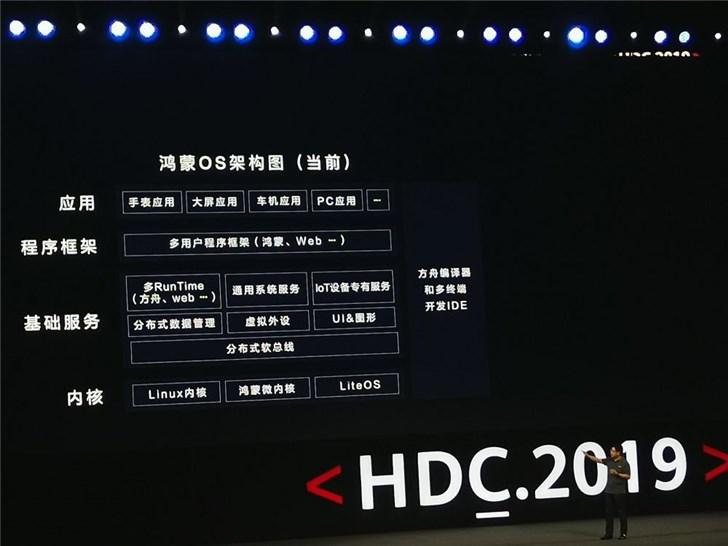 HDC.2019
鸿蒙OS架构图（当前）
应用
手表应用
大屏应用
车机应用
PC应用
…
程序框架
多用户程序框架（鸿蒙、Web …）
基础服务
多RunTime
（方舟、web …）
通用系统服务
IoT设备专有服务
分布式数据管理
虚拟外设
UI&图形
分布式软总线
内核
Linux内核
鸿蒙微内核
LiteOS
方舟编译器
和多终端
开发IDE
<HDC.2019>